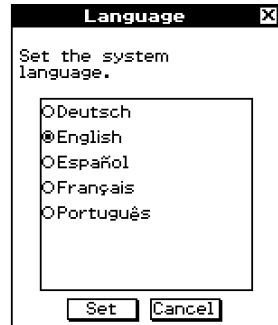 Language
Set the system
language.
Deutsch
English
Español
Français
Português
Set Cancel